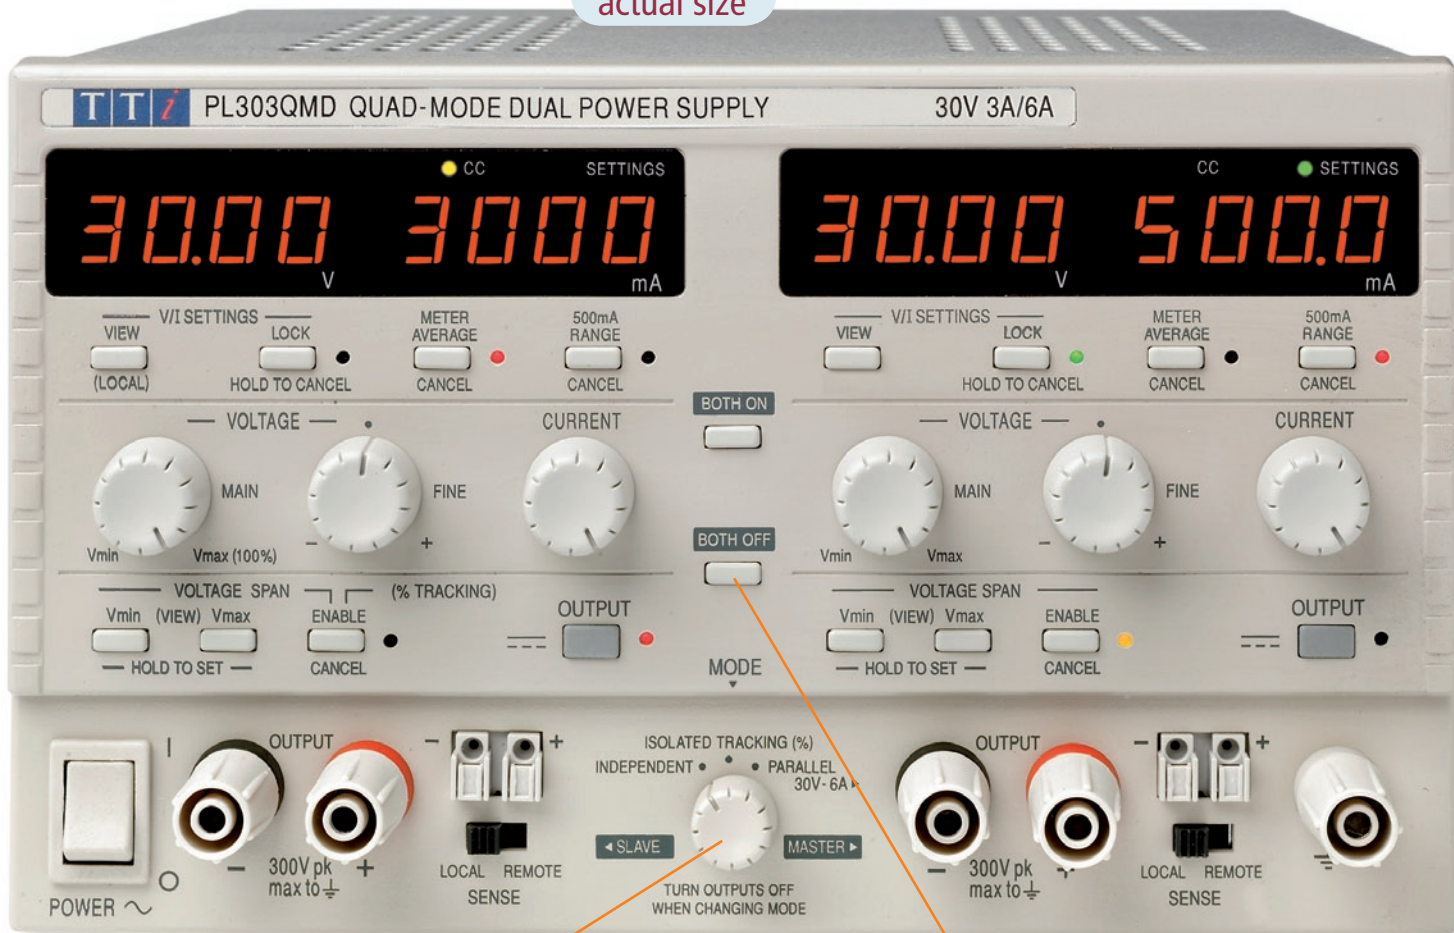 actual size
TTi PL303QMD QUAD-MODE DUAL POWER SUPPLY 30V 3A/6A
CC SETTINGS
30.00 V 3000 mA
CC SETTINGS
30.00 V 500.0 mA
V/I SETTINGS
VIEW LOCK
(LOCAL) HOLD TO CANCEL
METER
AVERAGE
CANCEL
500mA
RANGE
CANCEL
V/I SETTINGS
VIEW LOCK
HOLD TO CANCEL
METER
AVERAGE
CANCEL
500mA
RANGE
CANCEL
VOLTAGE CURRENT
MAIN FINE
Vmin Vmax (100%) - +
BOTH ON
BOTH OFF
VOLTAGE CURRENT
MAIN FINE
Vmin Vmax - +
VOLTAGE SPAN (% TRACKING)
Vmin (VIEW) Vmax ENABLE
HOLD TO SET CANCEL
OUTPUT
MODE
VOLTAGE SPAN
Vmin (VIEW) Vmax ENABLE
HOLD TO SET CANCEL
OUTPUT
I
O
POWER
OUTPUT
- +
300V pk
max to
- +
LOCAL REMOTE
SENSE
ISOLATED TRACKING (%)
INDEPENDENT PARALLEL
30V-6A
SLAVE MASTER
TURN OUTPUTS OFF
WHEN CHANGING MODE
OUTPUT
- +
300V pk
max to
- +
LOCAL REMOTE
SENSE